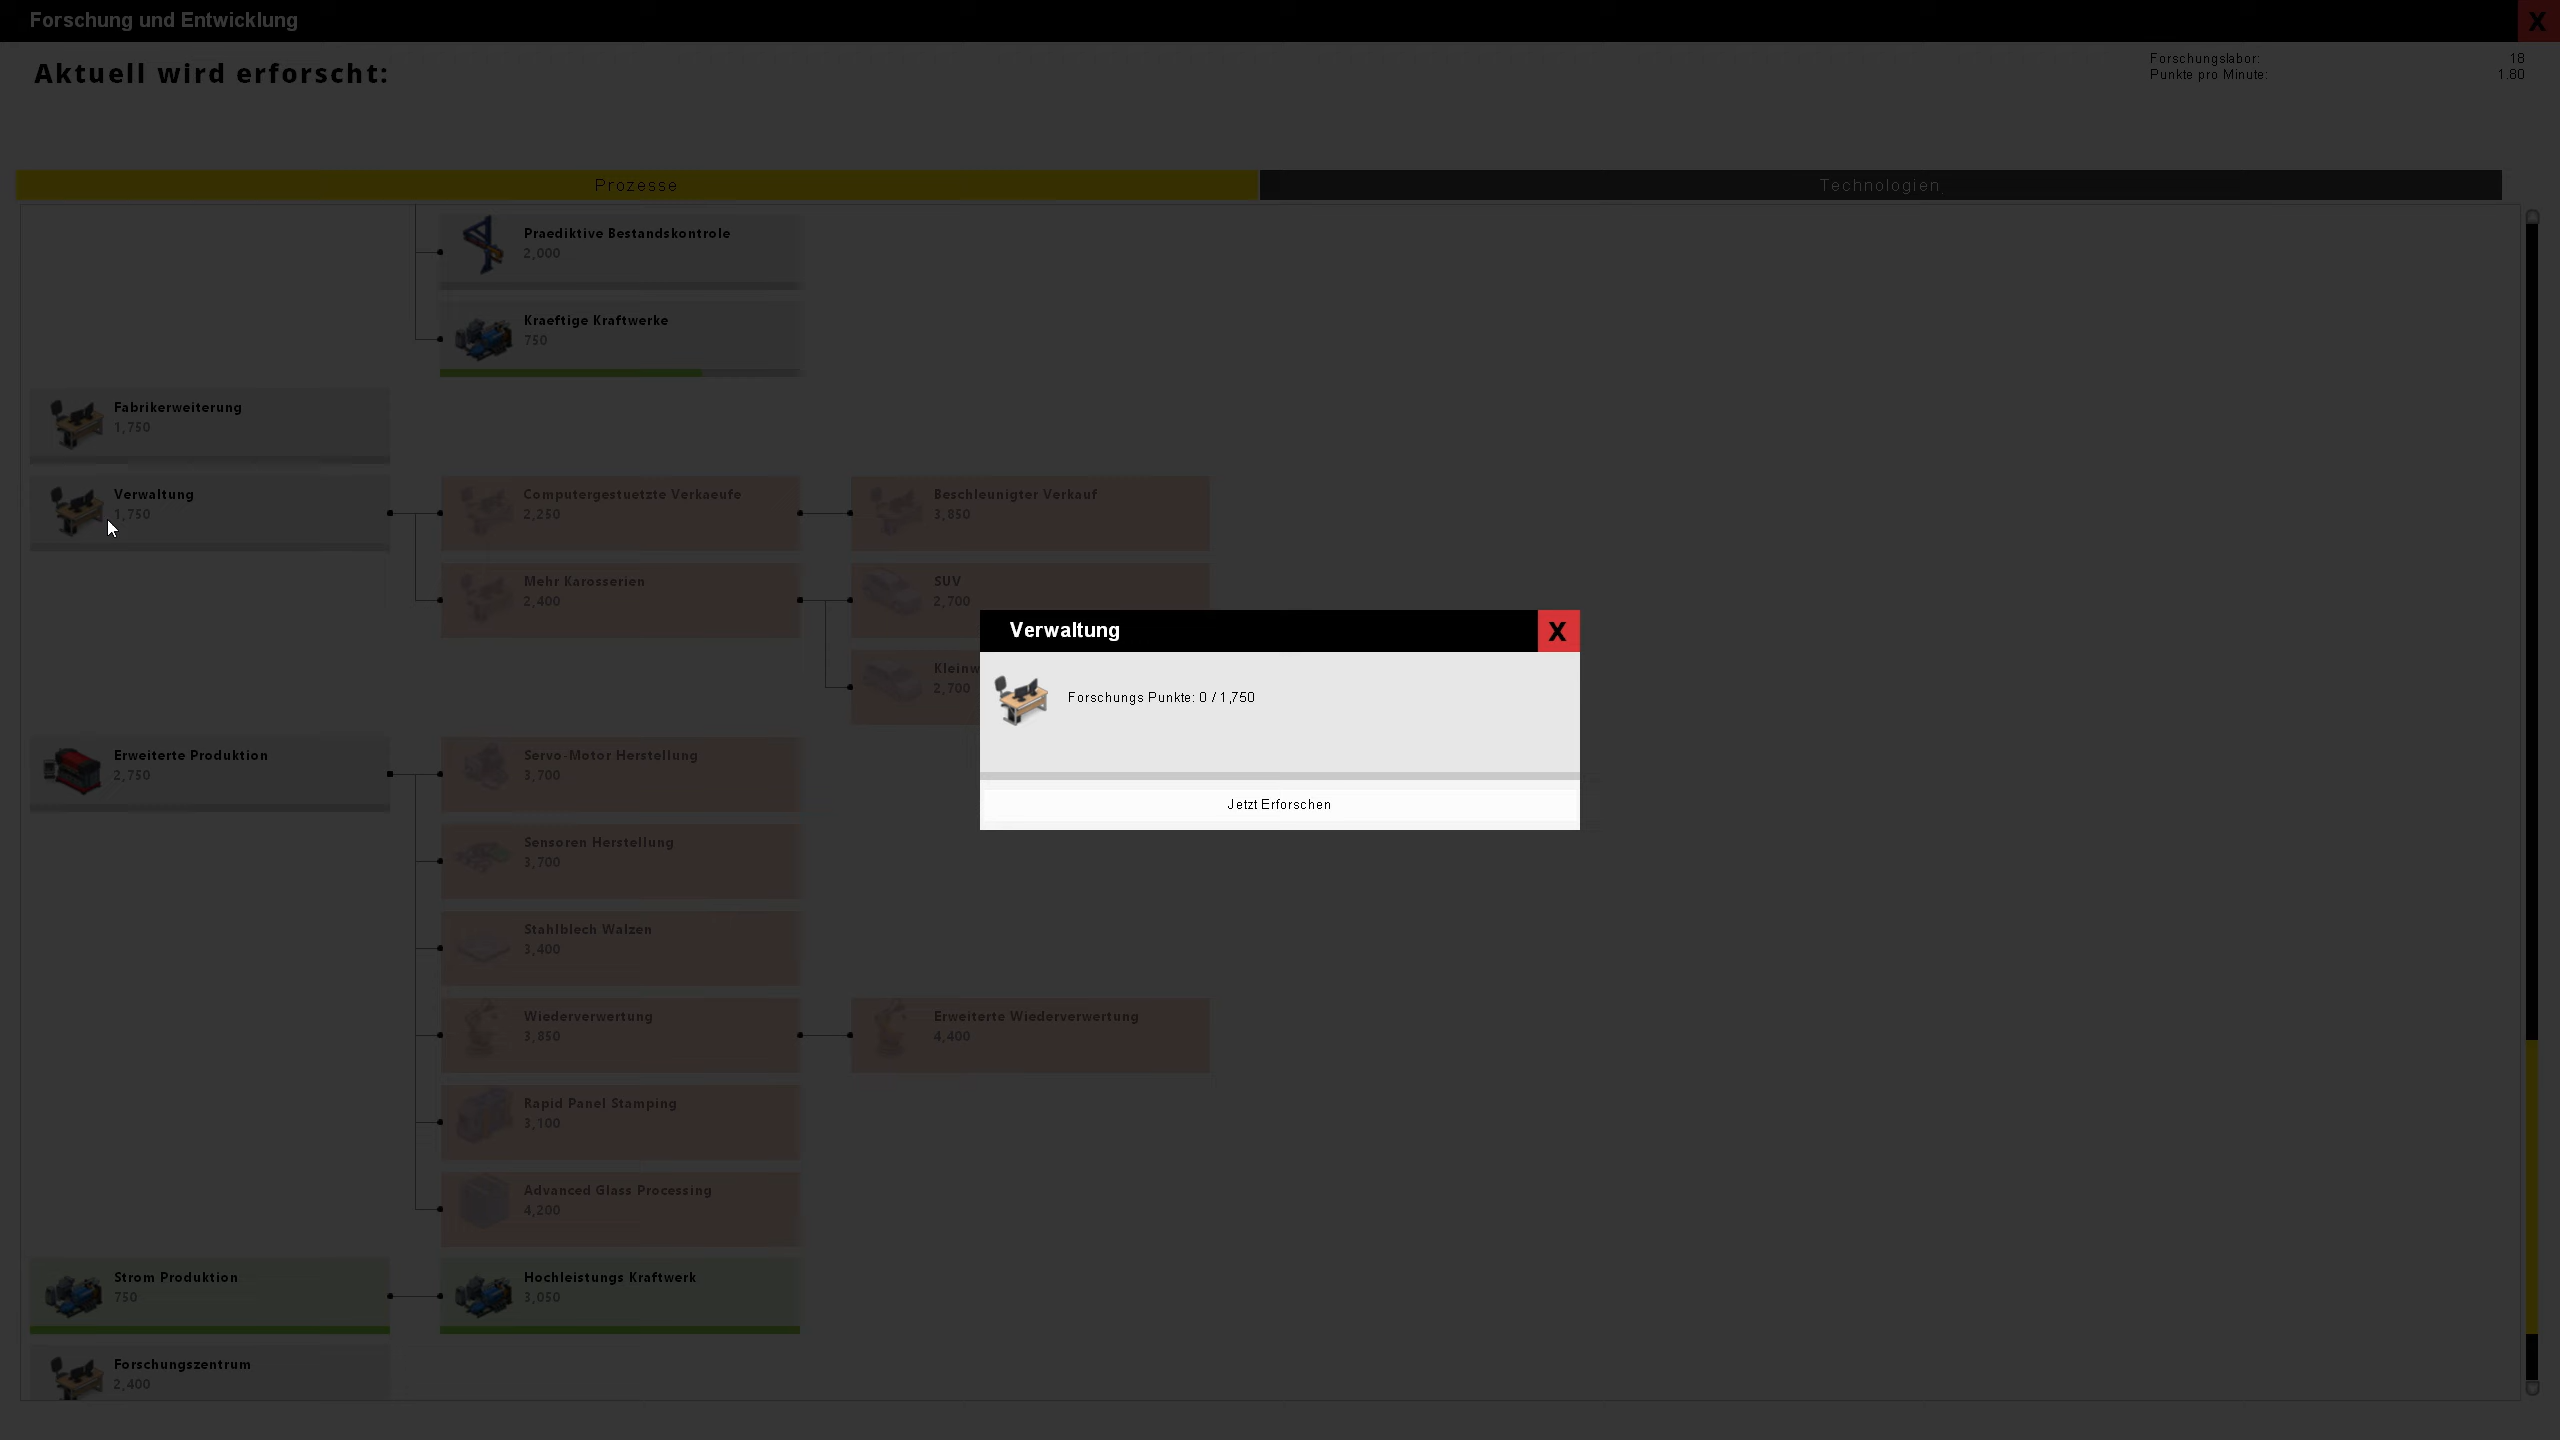 Forschung und Entwicklung
X
Aktuell wird erforscht:
Forschungslabor: 18
Punkte pro Minute: 1.80
Prozesse
Technologien
Praediktive Bestandskontrole
2,000
Kraeftige Kraftwerke
750
Fabrikerweiterung
1,750
Verwaltung
1,750
Computergestuetzte Verkaeufe
2,250
Beschleunigter Verkauf
3,850
Mehr Karosserien
2,400
SUV
2,700
Kleinw
2,700
Verwaltung
X
Forschungs Punkte: 0 / 1,750
Jetzt Erforschen
Erweiterte Produktion
2,750
Servo-Motor Herstellung
3,700
Sensoren Herstellung
3,700
Stahlblech Walzen
3,400
Wiederverwertung
3,850
Erweiterte Wiederverwertung
4,400
Rapid Panel Stamping
3,100
Advanced Glass Processing
4,200
Strom Produktion
750
Hochleistungs Kraftwerk
3,050
Forschungszentrum
2,400